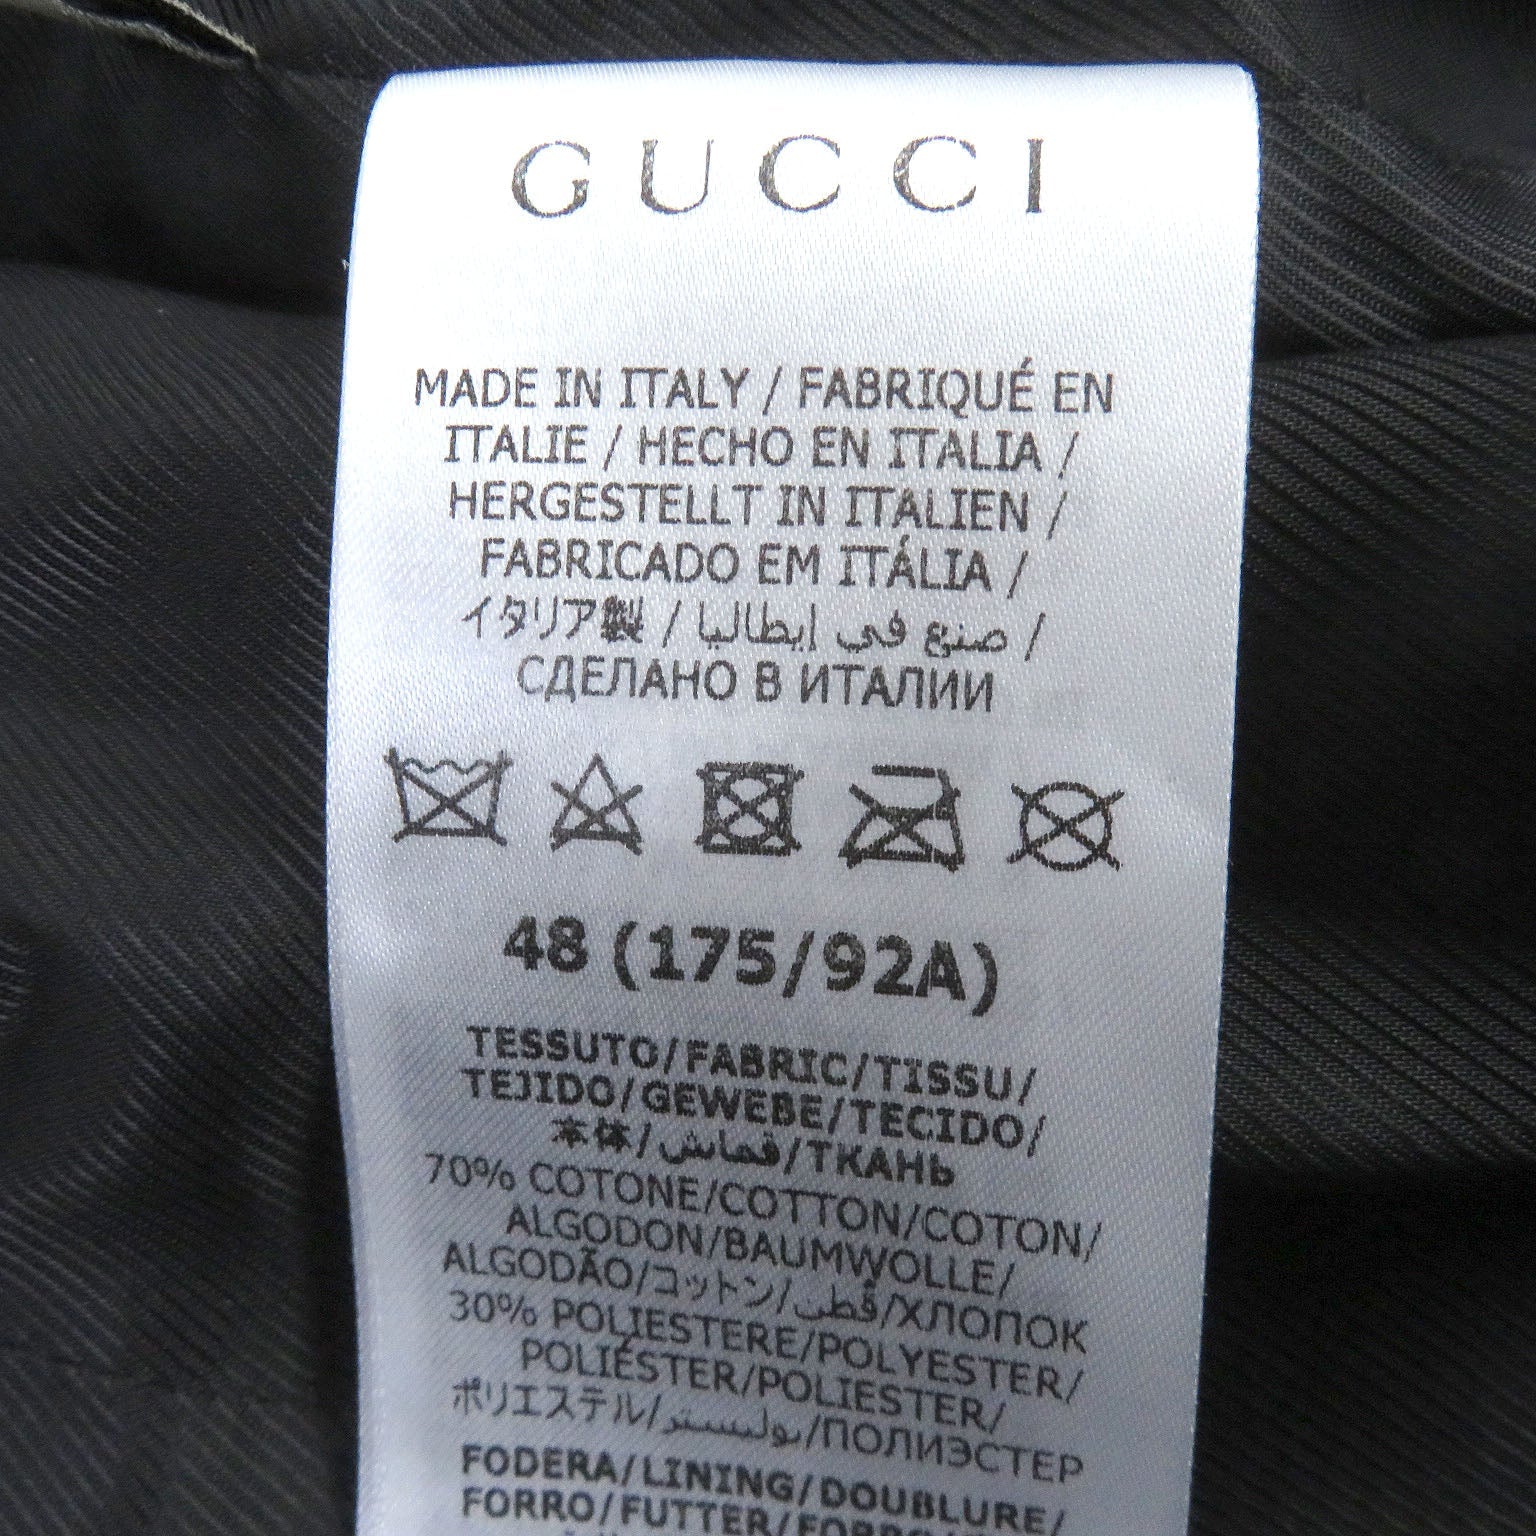 GUCCI
MADE IN ITALY / FABRIQUÉ EN
ITALIE / HECHO EN ITALIA /
HERGESTELLT IN ITALIEN /
FABRICADO EM ITÁLIA /
イタリア製 / صنع في إيطاليا /
СДЕЛАНО В ИТАЛИИ
48 (175/92A)
TESSUTO/FABRIC/TISSU/
TEJIDO/GEWEBE/TECIDO/
本体/قماش/ТКАНЬ
70% COTONE/COTTON/COTON/
ALGODON/BAUMWOLLE/
ALGODÃO/コットン/قطن/ХЛОПОК
30% POLIESTERE/POLYESTER/
POLIÉSTER/POLIESTER/
ポリエステル/بوليستر/ПОЛИЭСТЕР
FODERA/LINING/DOUBLURE/
FORRO/FUTTER/FORRO/